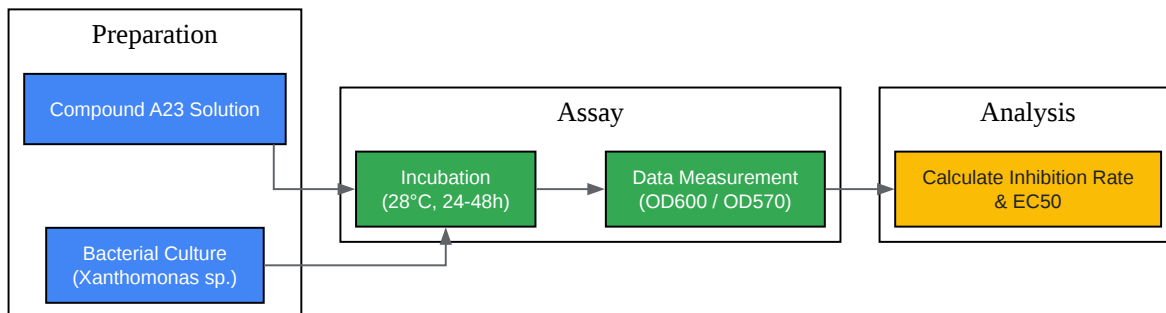 Preparation
Compound A23 Solution
Bacterial Culture
(Xanthomonas sp.)
Assay
Incubation
(28°C, 24-48h)
Data Measurement
(OD600 / OD570)
Analysis
Calculate Inhibition Rate
& EC50